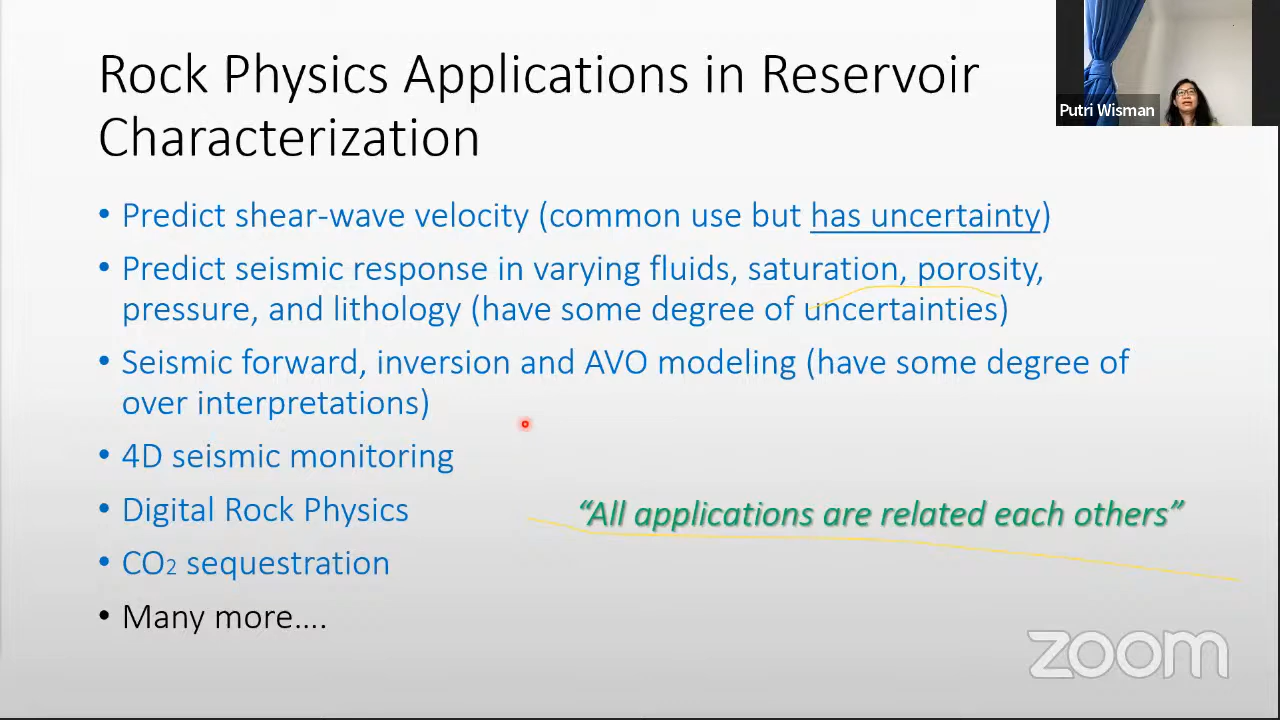 Rock Physics Applications in Reservoir
Characterization
• Predict shear-wave velocity (common use but has uncertainty)
• Predict seismic response in varying fluids, saturation, porosity,
pressure, and lithology (have some degree of uncertainties)
• Seismic forward, inversion and AVO modeling (have some degree of
over interpretations)
• 4D seismic monitoring
• Digital Rock Physics
“All applications are related each others”
• CO2 sequestration
• Many more....
Putri Wisman
zoom